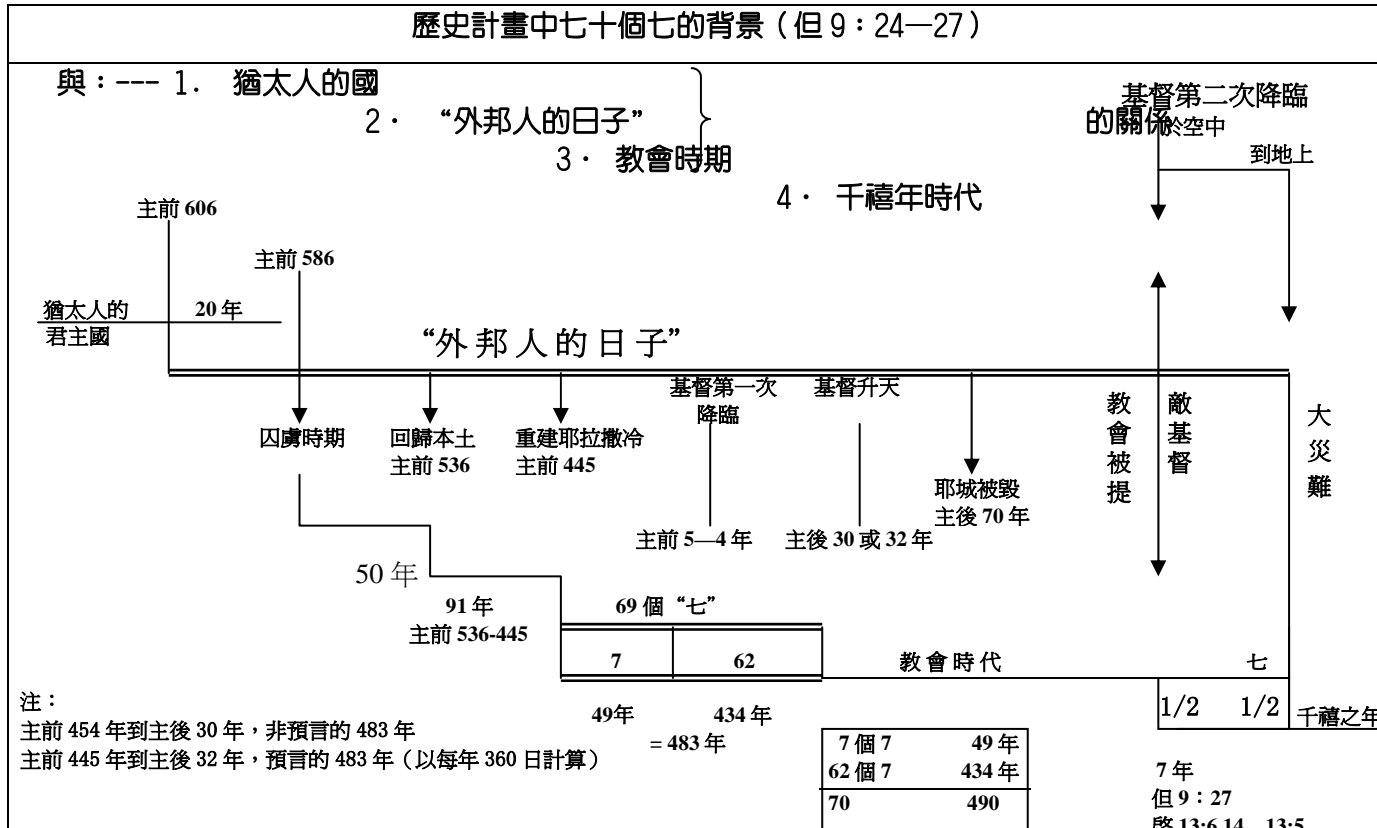 歷史計畫中七十個七的背景（但 9：24—27）
與：--- 1. 猶太人的國
2． “外邦人的日子”
3． 教會時期
4． 千禧年時代
的關係
基督第二次降臨
於空中
到地上
主前 606
主前 586
猶太人的
君主國
20 年
“外邦人的日子”
囚虜時期
回歸本土
主前 536
重建耶拉撒冷
主前 445
基督第一次
降臨
主前 5—4 年
基督升天
主後 30 或 32 年
耶城被毀
主後 70 年
教會被提
敵基督
大災難
50 年
91 年
主前 536-445
69 個“七”
7
62
教會時代
七
1/2
1/2
千禧之年
49年
434 年
= 483 年
注：
主前 454 年到主後 30 年，非預言的 483 年
主前 445 年到主後 32 年，預言的 483 年（以每年 360 日計算）
7 個 7 49 年
62 個 7 434 年
70 490
7 年
但 9：27
啓 13:6,14 13:5